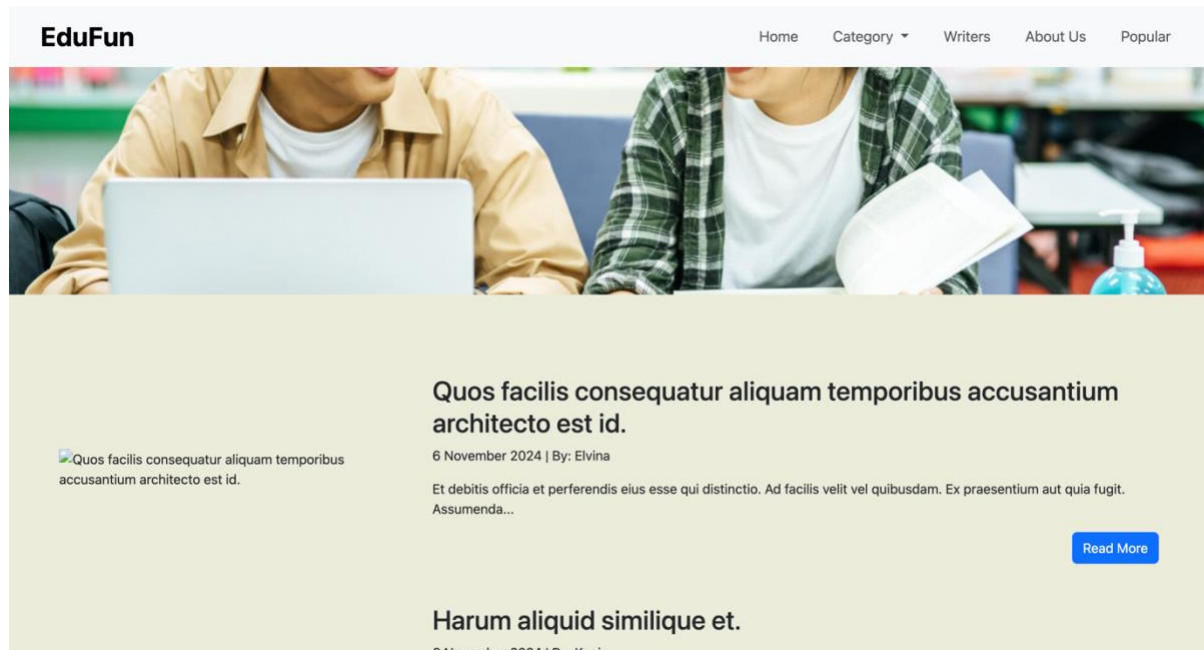 EduFun
Home Category Writers About Us Popular
Quos facilis consequatur aliquam temporibus accusantium
architecto est id.
6 November 2024 | By: Elvina
Quos facilis consequatur aliquam temporibus
accusantium architecto est id.
Et debitis officia et perferendis eius esse qui distinctio. Ad facilis velit vel quibusdam. Ex praesentium aut quia fugit.
Assumenda...
Read More
Harum aliquid similique et.